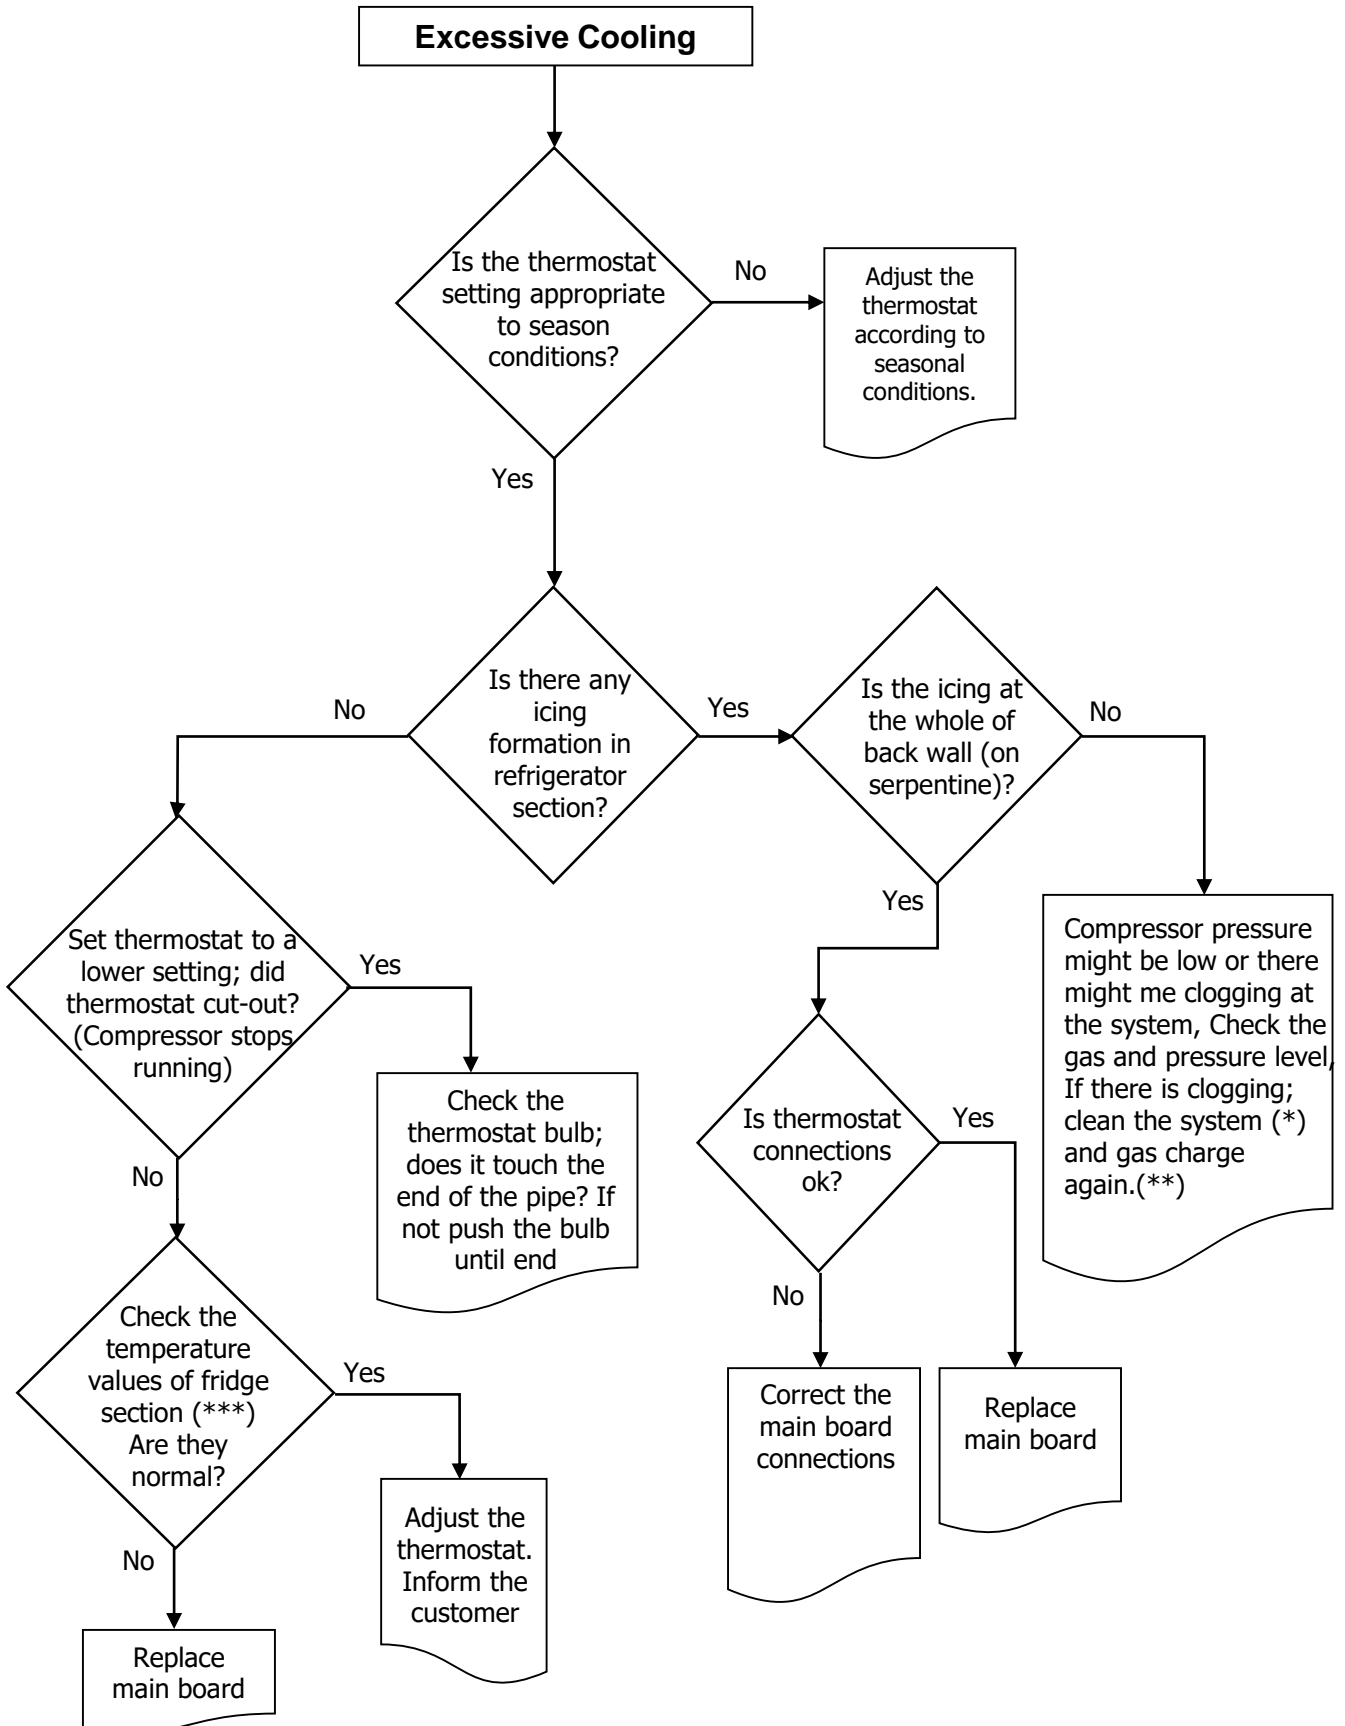 Excessive Cooling
Is the thermostat
setting appropriate
to season
conditions?
No
Adjust the
thermostat
according to
seasonal
conditions.
Yes
Is there any
icing
formation in
refrigerator
section?
No
Yes
Is the icing at
the whole of
back wall (on
serpentine)?
No
Yes
Compressor pressure
might be low or there
might me clogging at
the system, Check the
gas and pressure level,
If there is clogging;
clean the system (*)
and gas charge
again.(**)
Set thermostat to a
lower setting; did
thermostat cut-out?
(Compressor stops
running)
Yes
Check the
thermostat bulb;
does it touch the
end of the pipe? If
not push the bulb
until end
No
Is thermostat
connections
ok?
Yes
No
Correct the
main board
connections
Replace
main board
Check the
temperature
values of fridge
section (***)
Are they
normal?
Yes
Adjust the
thermostat.
Inform the
customer
No
Replace
main board